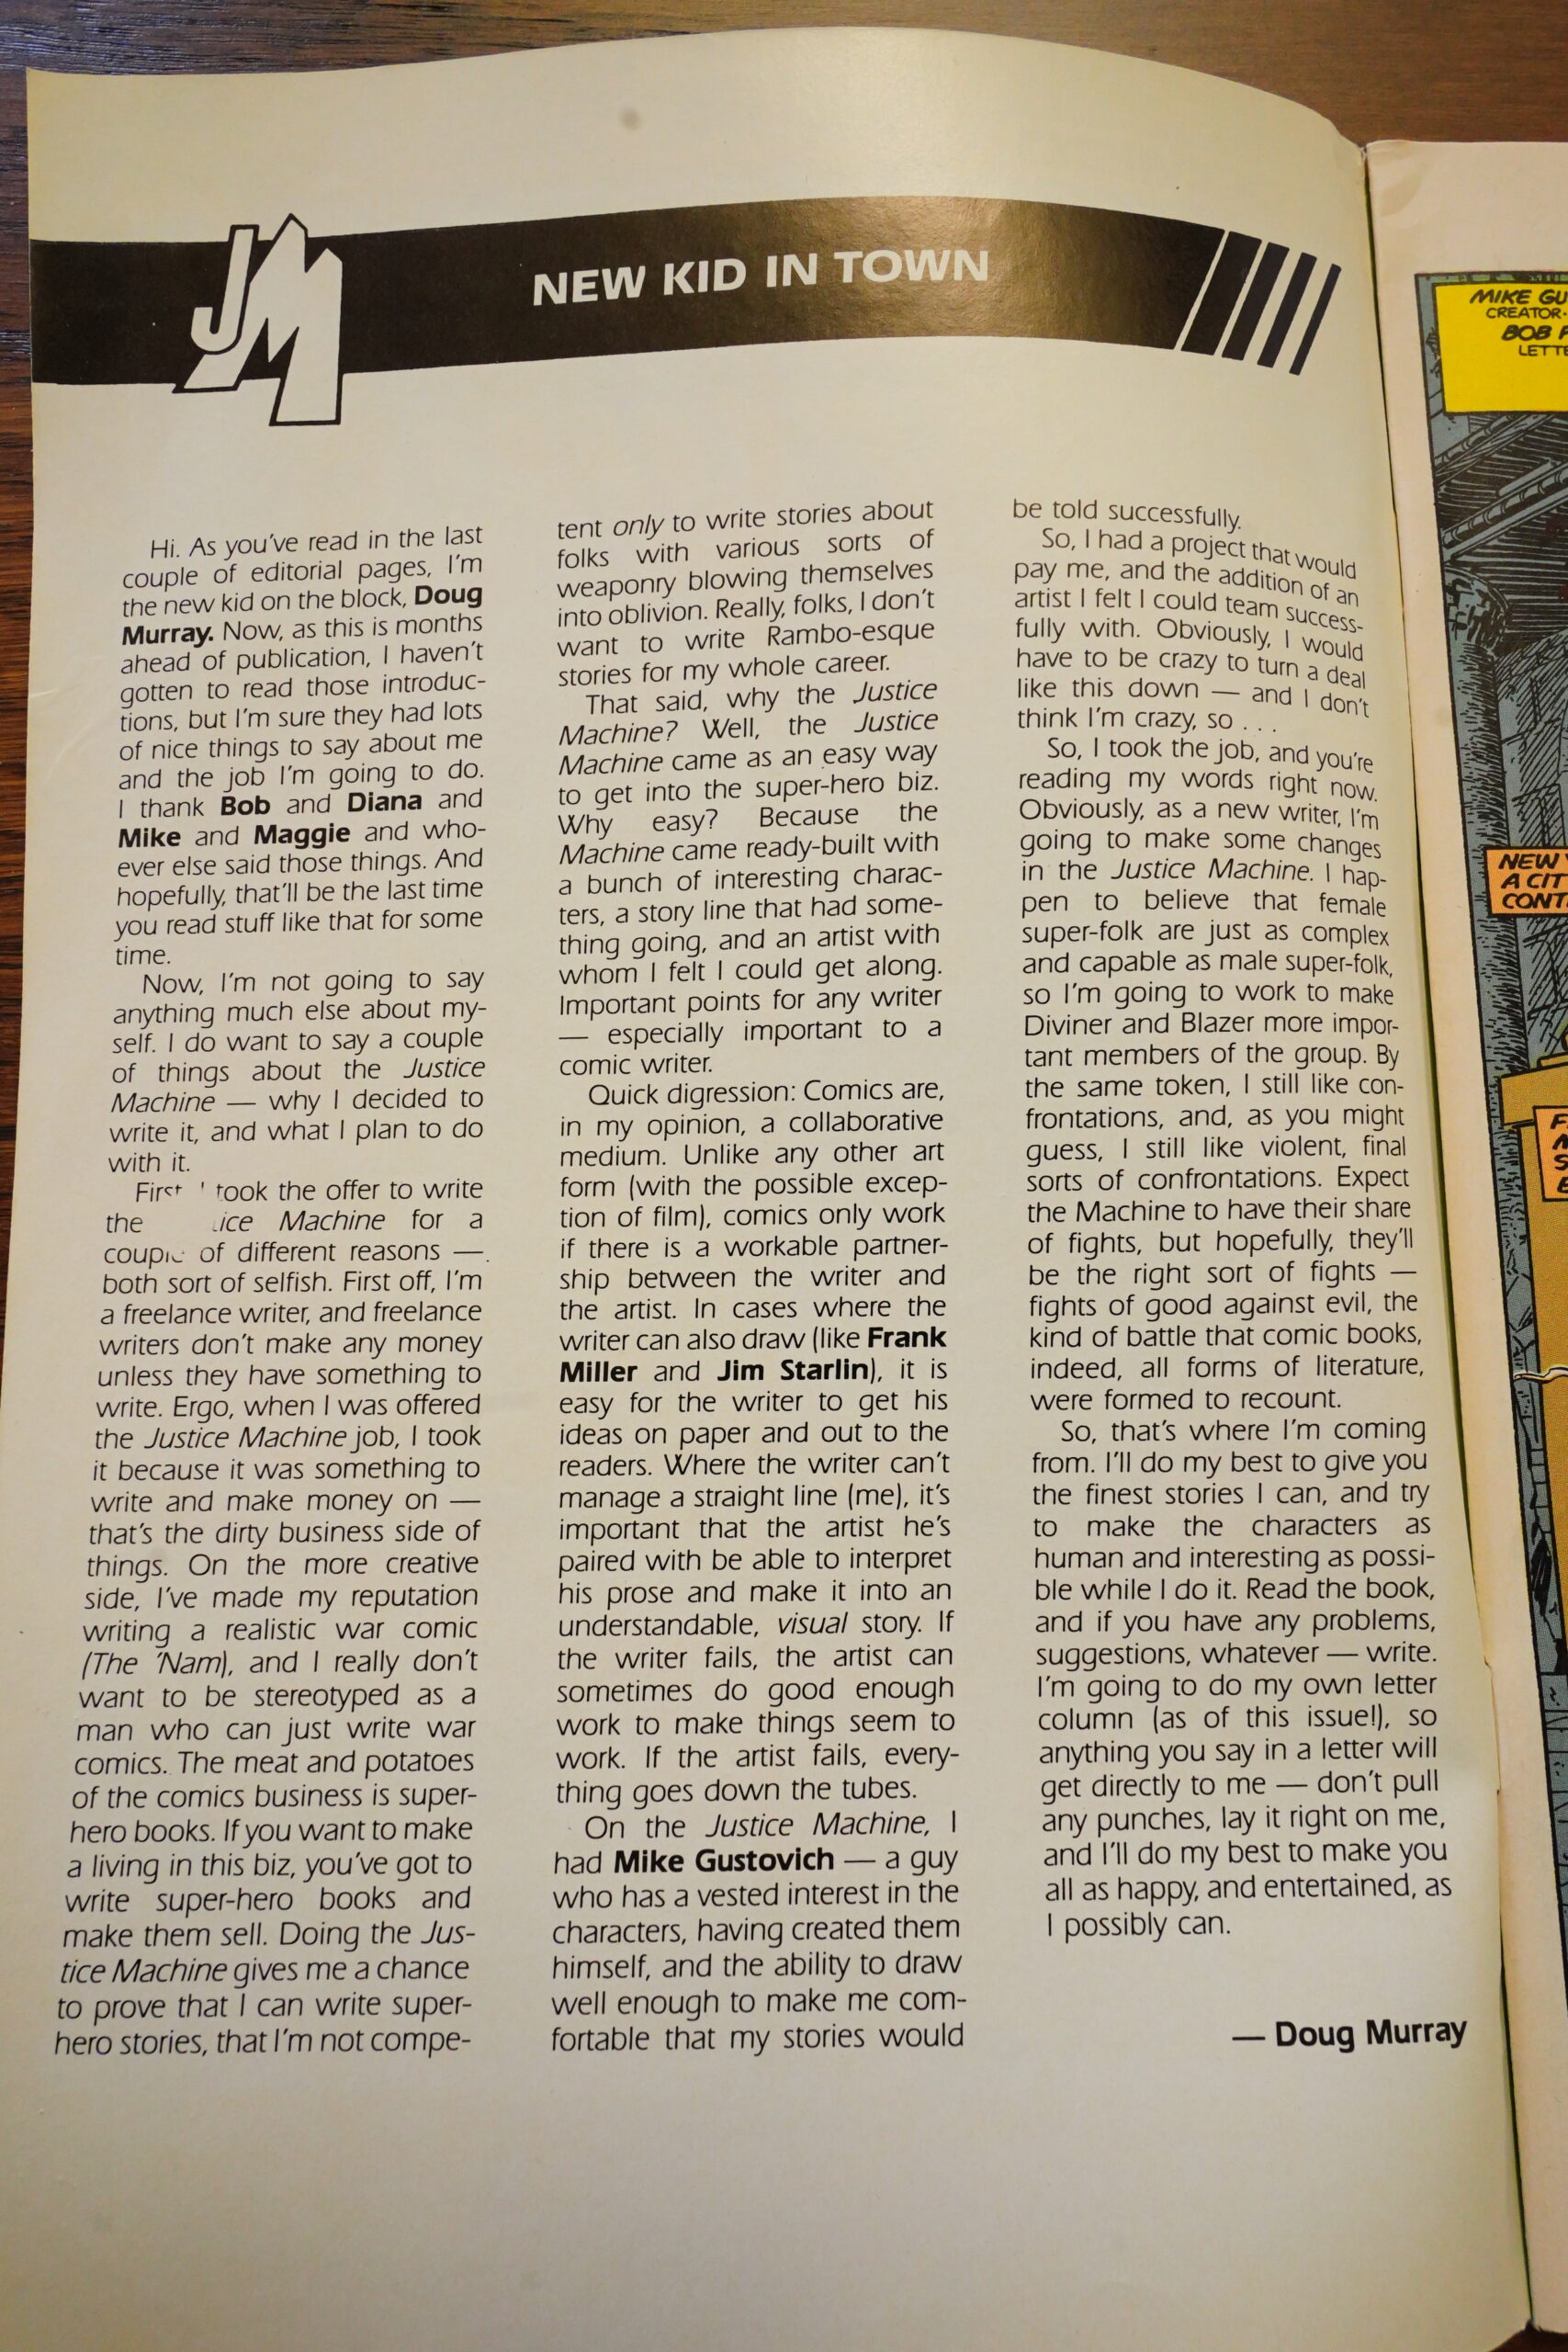 JM
NEW KID IN TOWN
Hi. As you've read in the last
couple of editorial pages, I'm
the new kid on the block, Doug
Murray. Now, as this is months
ahead of publication, I haven't
gotten to read those introduc-
tions, but I'm sure they had lots
of nice things to say about me
and the job I'm going to do.
I thank Bob and Diana and
Mike and Maggie and who-
ever else said those things. And
hopefully, that'll be the last time
you read stuff like that for some
time.
Now, I'm not going to say
anything much else about my-
self. I do want to say a couple
of things about the Justice
Machine — why I decided to
write it, and what I plan to do
with it.
First I took the offer to write
the ice Machine for a
couple of different reasons —
both sort of selfish. First off, I'm
a freelance writer, and freelance
writers don't make any money
unless they have something to
write. Ergo, when I was offered
the Justice Machine job, I took
it because it was something to
write and make money on —
that's the dirty business side of
things. On the more creative
side, I've made my reputation
writing a realistic war comic
(The 'Nam), and I really don't
want to be stereotyped as a
man who can just write war
comics. The meat and potatoes
of the comics business is super-
hero books. If you want to make
a living in this biz, you've got to
write super-hero books and
make them sell. Doing the Jus-
tice Machine gives me a chance
to prove that I can write super-
hero stories, that I'm not compe-
tent only to write stories about
folks with various sorts of
weaponry blowing themselves
into oblivion. Really, folks, I don't
want to write Rambo-esque
stories for my whole career.
That said, why the Justice
Machine? Well, the Justice
Machine came as an easy way
to get into the super-hero biz.
Why easy? Because the
Machine came ready-built with
a bunch of interesting charac-
ters, a story line that had some-
thing going, and an artist with
whom I felt I could get along.
Important points for any writer
— especially important to a
comic writer.
Quick digression: Comics are,
in my opinion, a collaborative
medium. Unlike any other art
form (with the possible excep-
tion of film), comics only work
if there is a workable partner-
ship between the writer and
the artist. In cases where the
writer can also draw (like Frank
Miller and Jim Starlin), it is
easy for the writer to get his
ideas on paper and out to the
readers. Where the writer can't
manage a straight line (me), it's
important that the artist he's
paired with be able to interpret
his prose and make it into an
understandable, visual story. If
the writer fails, the artist can
sometimes do good enough
work to make things seem to
work. If the artist fails, every-
thing goes down the tubes.
On the Justice Machine, I
had Mike Gustovich — a guy
who has a vested interest in the
characters, having created them
himself, and the ability to draw
well enough to make me com-
fortable that my stories would
be told successfully.
So, I had a project that would
pay me, and the addition of an
artist I felt I could team success-
fully with. Obviously, I would
have to be crazy to turn a deal
like this down — and I don't
think I'm crazy, so . . .
So, I took the job, and you're
reading my words right now.
Obviously, as a new writer, I'm
going to make some changes
in the Justice Machine. I hap-
pen to believe that female
super-folk are just as complex
and capable as male super-folk,
so I'm going to work to make
Diviner and Blazer more impor-
tant members of the group. By
the same token, I still like con-
frontations, and, as you might
guess, I still like violent, final
sorts of confrontations. Expect
the Machine to have their share
of fights, but hopefully, they'll
be the right sort of fights —
fights of good against evil, the
kind of battle that comic books,
indeed, all forms of literature,
were formed to recount.
So, that's where I'm coming
from. I'll do my best to give you
the finest stories I can, and try
to make the characters as
human and interesting as possi-
ble while I do it. Read the book,
and if you have any problems,
suggestions, whatever — write.
I'm going to do my own letter
column (as of this issue!), so
anything you say in a letter will
get directly to me — don't pull
any punches, lay it right on me,
and I'll do my best to make you
all as happy, and entertained, as
I possibly can.
— Doug Murray
MIKE GU
CREATOR
BOB
LETTE
NEW
A CIT
CONT